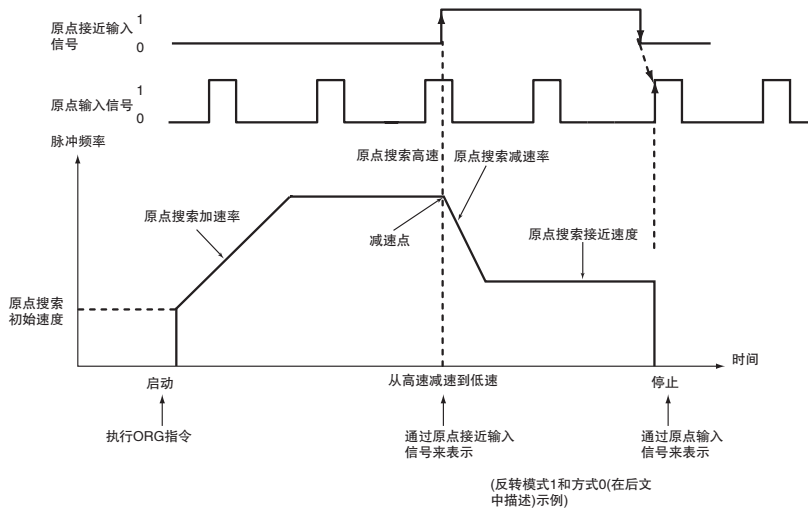 原点接近输入
信号
1
0
原点输入信号
1
0
脉冲频率
原点搜索高速
原点搜索减速率
原点搜索加速率
减速点
原点搜索接近速度
原点搜索
初始速度
时间
启动
从高速减速到低速
停止
执行ORG指令
通过原点接近输入
信号来表示
通过原点输入
信号来表示
(反转模式1和方式0(在后文
中描述)示例)